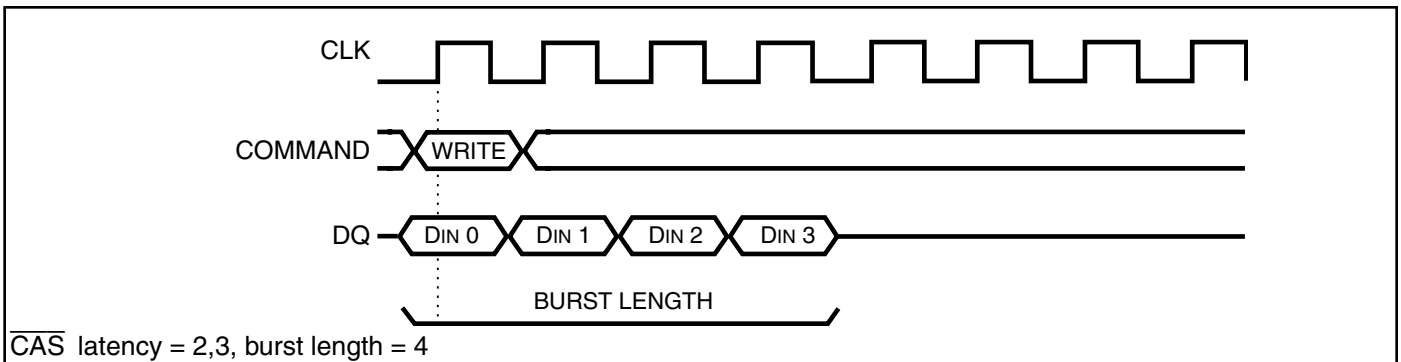 CLK
COMMAND WRITE
DQ DIN 0 DIN 1 DIN 2 DIN 3
BURST LENGTH
CAS latency = 2,3, burst length = 4